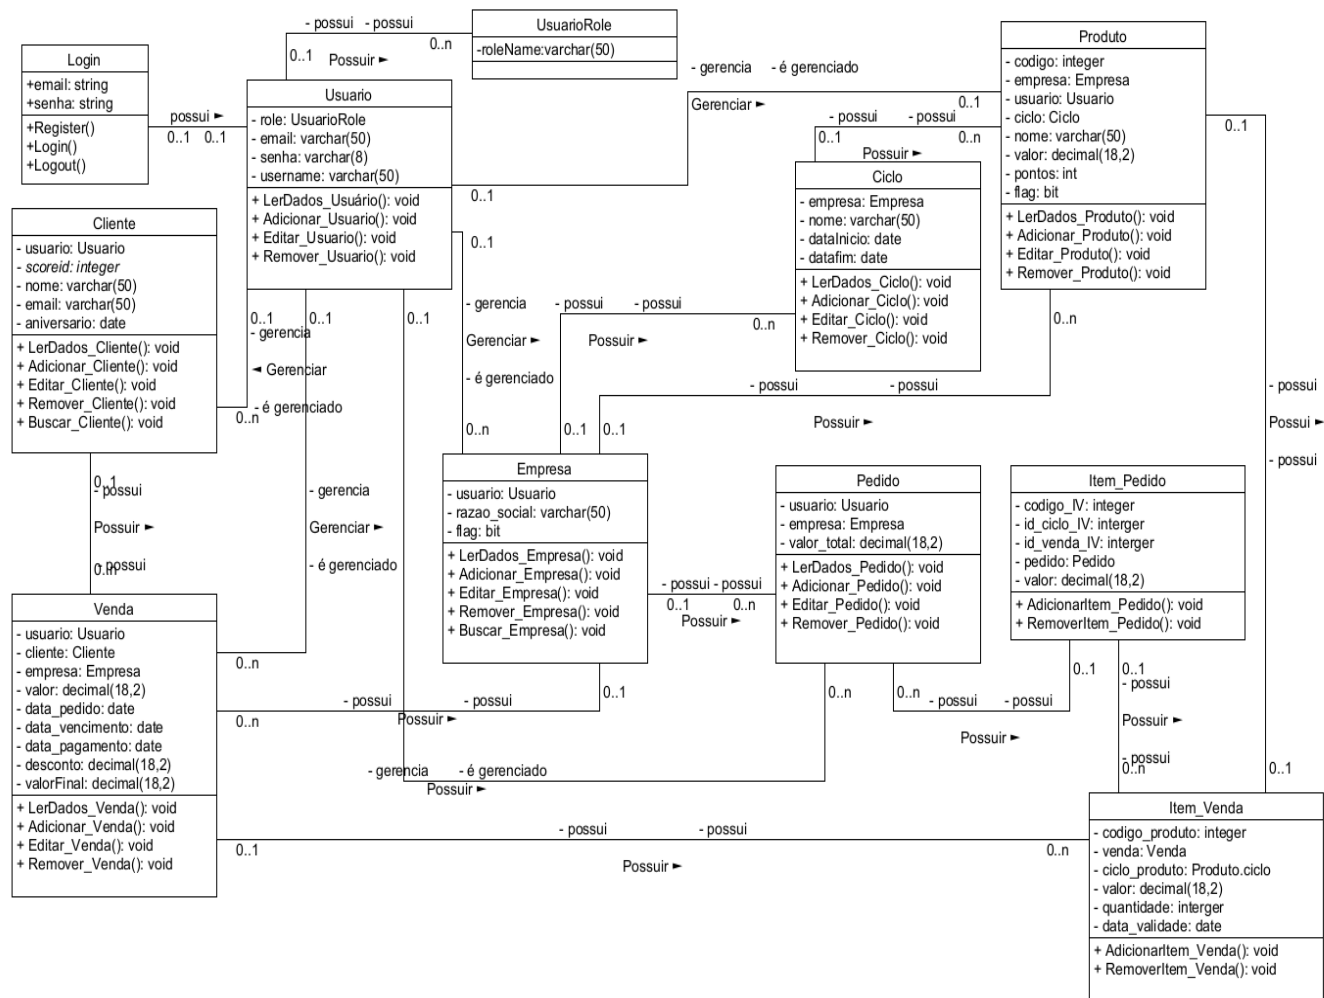 - possui - possui
0..1
Possuir ►
0..n
UsuarioRole
-roleName:varchar(50)
Login
+email: string
+senha: string
+Register()
+Login()
+Logout()
possui ►
0..1 0..1
Usuario
- role: UsuarioRole
- email: varchar(50)
- senha: varchar(8)
- username: varchar(50)
+ LerDados_Usuário(): void
+ Adicionar_Usuario(): void
+ Editar_Usuario(): void
+ Remover_Usuario(): void
- gerencia - é gerenciado
Gerenciar ►
0..1
0..1
Produto
- codigo: integer
- empresa: Empresa
- usuario: Usuario
- ciclo: Ciclo
- nome: varchar(50)
- valor: decimal(18,2)
- pontos: int
- flag: bit
+ LerDados_Produto(): void
+ Adicionar_Produto(): void
+ Editar_Produto(): void
+ Remover_Produto(): void
- possui - possui
0..1 0..n
Possuir ►
Ciclo
- empresa: Empresa
- nome: varchar(50)
- dataInicio: date
- datafim: date
+ LerDados_Ciclo(): void
+ Adicionar_Ciclo(): void
+ Editar_Ciclo(): void
+ Remover_Ciclo(): void
Cliente
- usuario: Usuario
- scoreid: integer
- nome: varchar(50)
- email: varchar(50)
- aniversario: date
+ LerDados_Cliente(): void
+ Adicionar_Cliente(): void
+ Editar_Cliente(): void
+ Remover_Cliente(): void
+ Buscar_Cliente(): void
0..1
- gerencia
◄ Gerenciar
- é gerenciado
0..n
0..1
- gerencia
Gerenciar ►
- é gerenciado
0..n
0..1
0..1
- gerencia
Gerenciar ►
- é gerenciado
0..n
- possui - possui
0..n
Possuir ►
0..1
0..n
- possui - possui
Possuir ►
0..1
0..1
- possui
Possui ►
- possui
0..1
0..1
- possui
Possuir ►
- possui
0..n
Empresa
- usuario: Usuario
- razao_social: varchar(50)
- flag: bit
+ LerDados_Empresa(): void
+ Adicionar_Empresa(): void
+ Editar_Empresa(): void
+ Remover_Empresa(): void
+ Buscar_Empresa(): void
- possui - possui
0..1 0..n
Possuir ►
Pedido
- usuario: Usuario
- empresa: Empresa
- valor_total: decimal(18,2)
+ LerDados_Pedido(): void
+ Adicionar_Pedido(): void
+ Editar_Pedido(): void
+ Remover_Pedido(): void
Item_Pedido
- codigo_IV: integer
- id_ciclo_IV: interger
- id_venda_IV: interger
- pedido: Pedido
- valor: decimal(18,2)
+ AdicionarItem_Pedido(): void
+ RemoverItem_Pedido(): void
Venda
- usuario: Usuario
- cliente: Cliente
- empresa: Empresa
- valor: decimal(18,2)
- data_pedido: date
- data_vencimento: date
- data_pagamento: date
- desconto: decimal(18,2)
- valorFinal: decimal(18,2)
+ LerDados_Venda(): void
+ Adicionar_Venda(): void
+ Editar_Venda(): void
+ Remover_Venda(): void
0..1
- possui - possui
0..n
Possuir ►
0..n
- gerencia - é gerenciado
Possuir ►
0..n
0..1
- possui - possui
Possuir ►
0..1
- possui
Possuir ►
- possui
0..n
- possui - possui
0..1 0..n
Possuir ►
Item_Venda
- codigo_produto: integer
- venda: Venda
- ciclo_produto: Produto.ciclo
- valor: decimal(18,2)
- quantidade: interger
- data_validade: date
+ AdicionarItem_Venda(): void
+ RemoverItem_Venda(): void